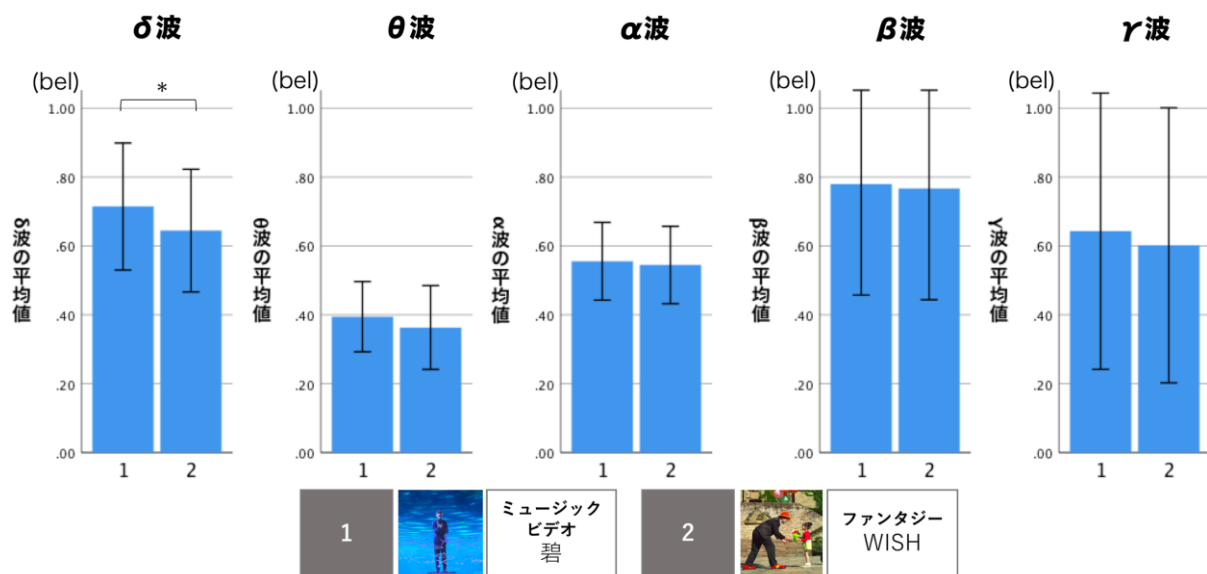 δ波
θ波
α波
β波
γ波
(bel)
(bel)
(bel)
(bel)
(bel)
*
1.00
.80
.60
.40
.20
.00
δ波の平均値
1
2
1.00
.80
.60
.40
.20
.00
θ波の平均値
1
2
1.00
.80
.60
.40
.20
.00
α波の平均値
1
2
1.00
.80
.60
.40
.20
.00
β波の平均値
1
2
1.00
.80
.60
.40
.20
.00
γ波の平均値
1
2
1
ミュージック
ビデオ
碧
2
ファンタジー
WISH